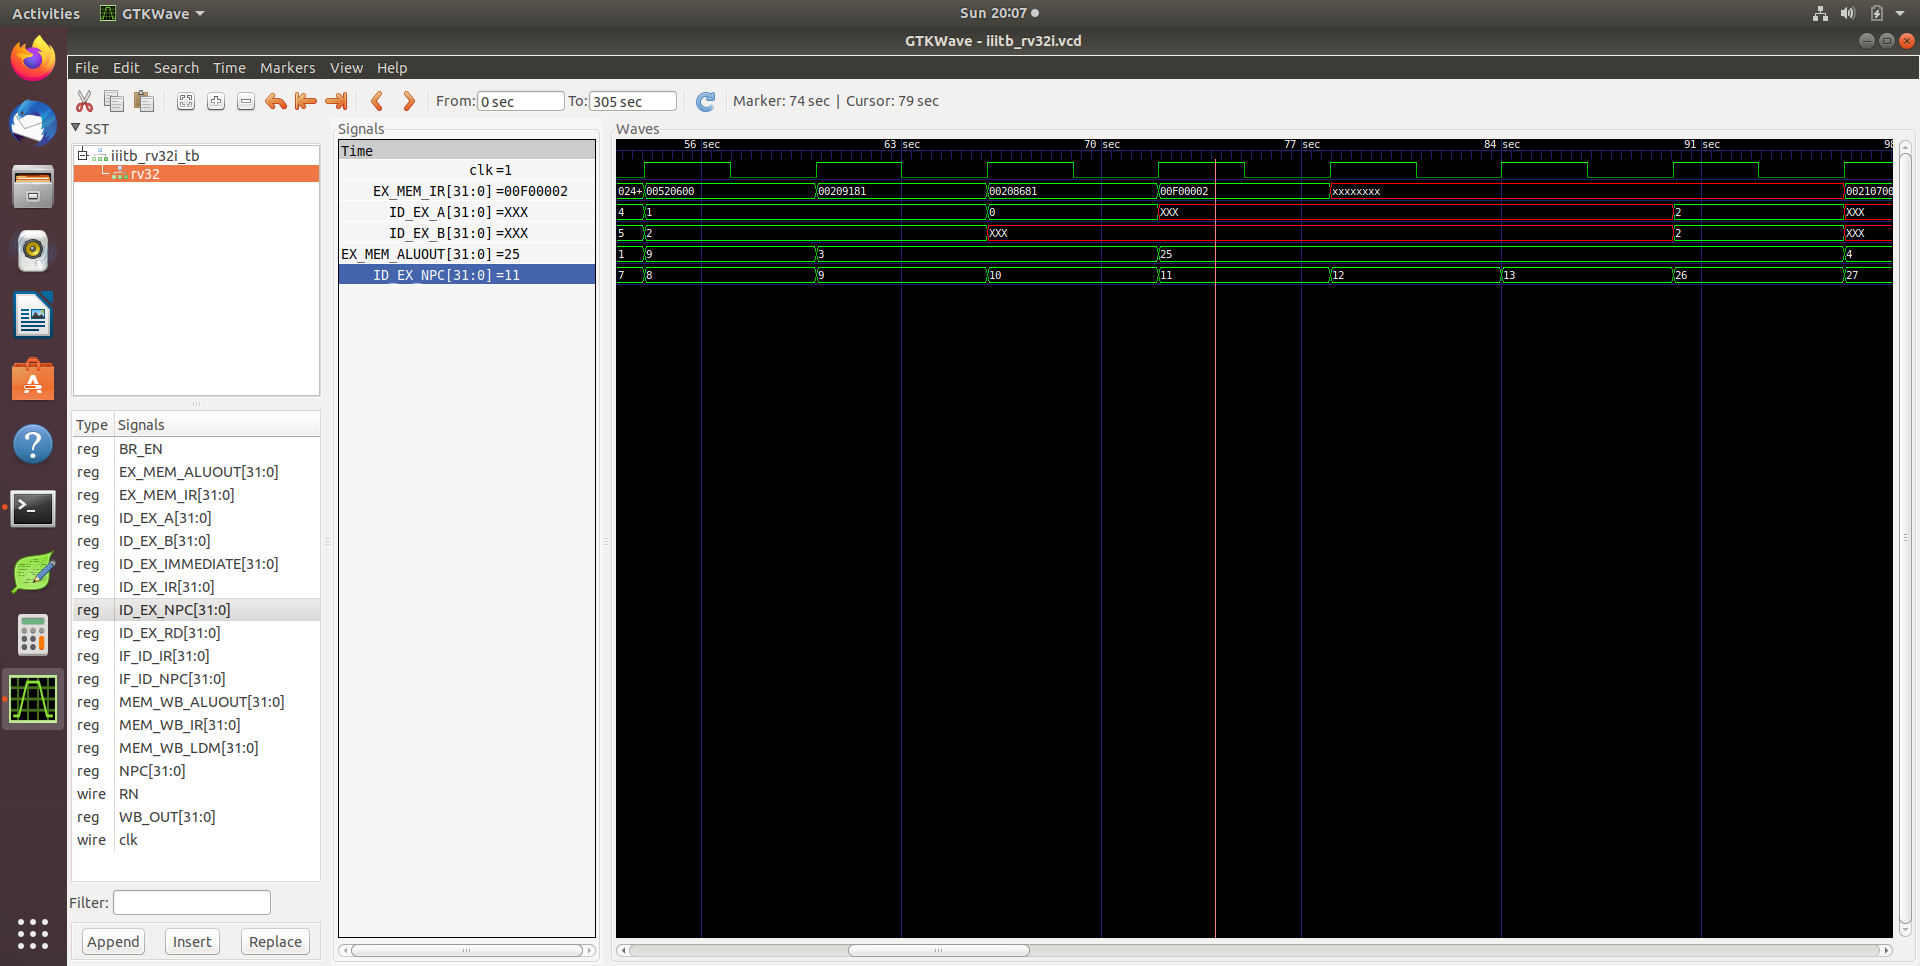 Activities GTKWave Sun 20:07
GTKWave - iiitb_rv32i.vcd
File Edit Search Time Markers View Help
From: 0 sec To: 305 sec Marker: 74 sec | Cursor: 79 sec
SST
iiitb_rv32i_tb
rv32
Type Signals
reg BR_EN
reg EX_MEM_ALUOUT[31:0]
reg EX_MEM_IR[31:0]
reg ID_EX_A[31:0]
reg ID_EX_B[31:0]
reg ID_EX_IMMEDIATE[31:0]
reg ID_EX_IR[31:0]
reg ID_EX_NPC[31:0]
reg ID_EX_RD[31:0]
reg IF_ID_IR[31:0]
reg IF_ID_NPC[31:0]
reg MEM_WB_ALUOUT[31:0]
reg MEM_WB_IR[31:0]
reg MEM_WB_LDM[31:0]
reg NPC[31:0]
wire RN
reg WB_OUT[31:0]
wire clk
Filter:
Append Insert Replace
Signals
Time
clk =1
EX_MEM_IR[31:0] =00F00002
ID_EX_A[31:0] =XXX
ID_EX_B[31:0] =XXX
EX_MEM_ALUOUT[31:0] =25
ID_EX_NPC[31:0] =11
Waves
56 sec 63 sec 70 sec 77 sec 84 sec 91 sec 98
024+ 00520600 00209181 00208681 00F00002 xxxxxxxx 00210700
4 1 0 XXX 2 XXX
5 2 XXX 2 XXX
1 9 3 25 4
7 8 9 10 11 12 13 26 27